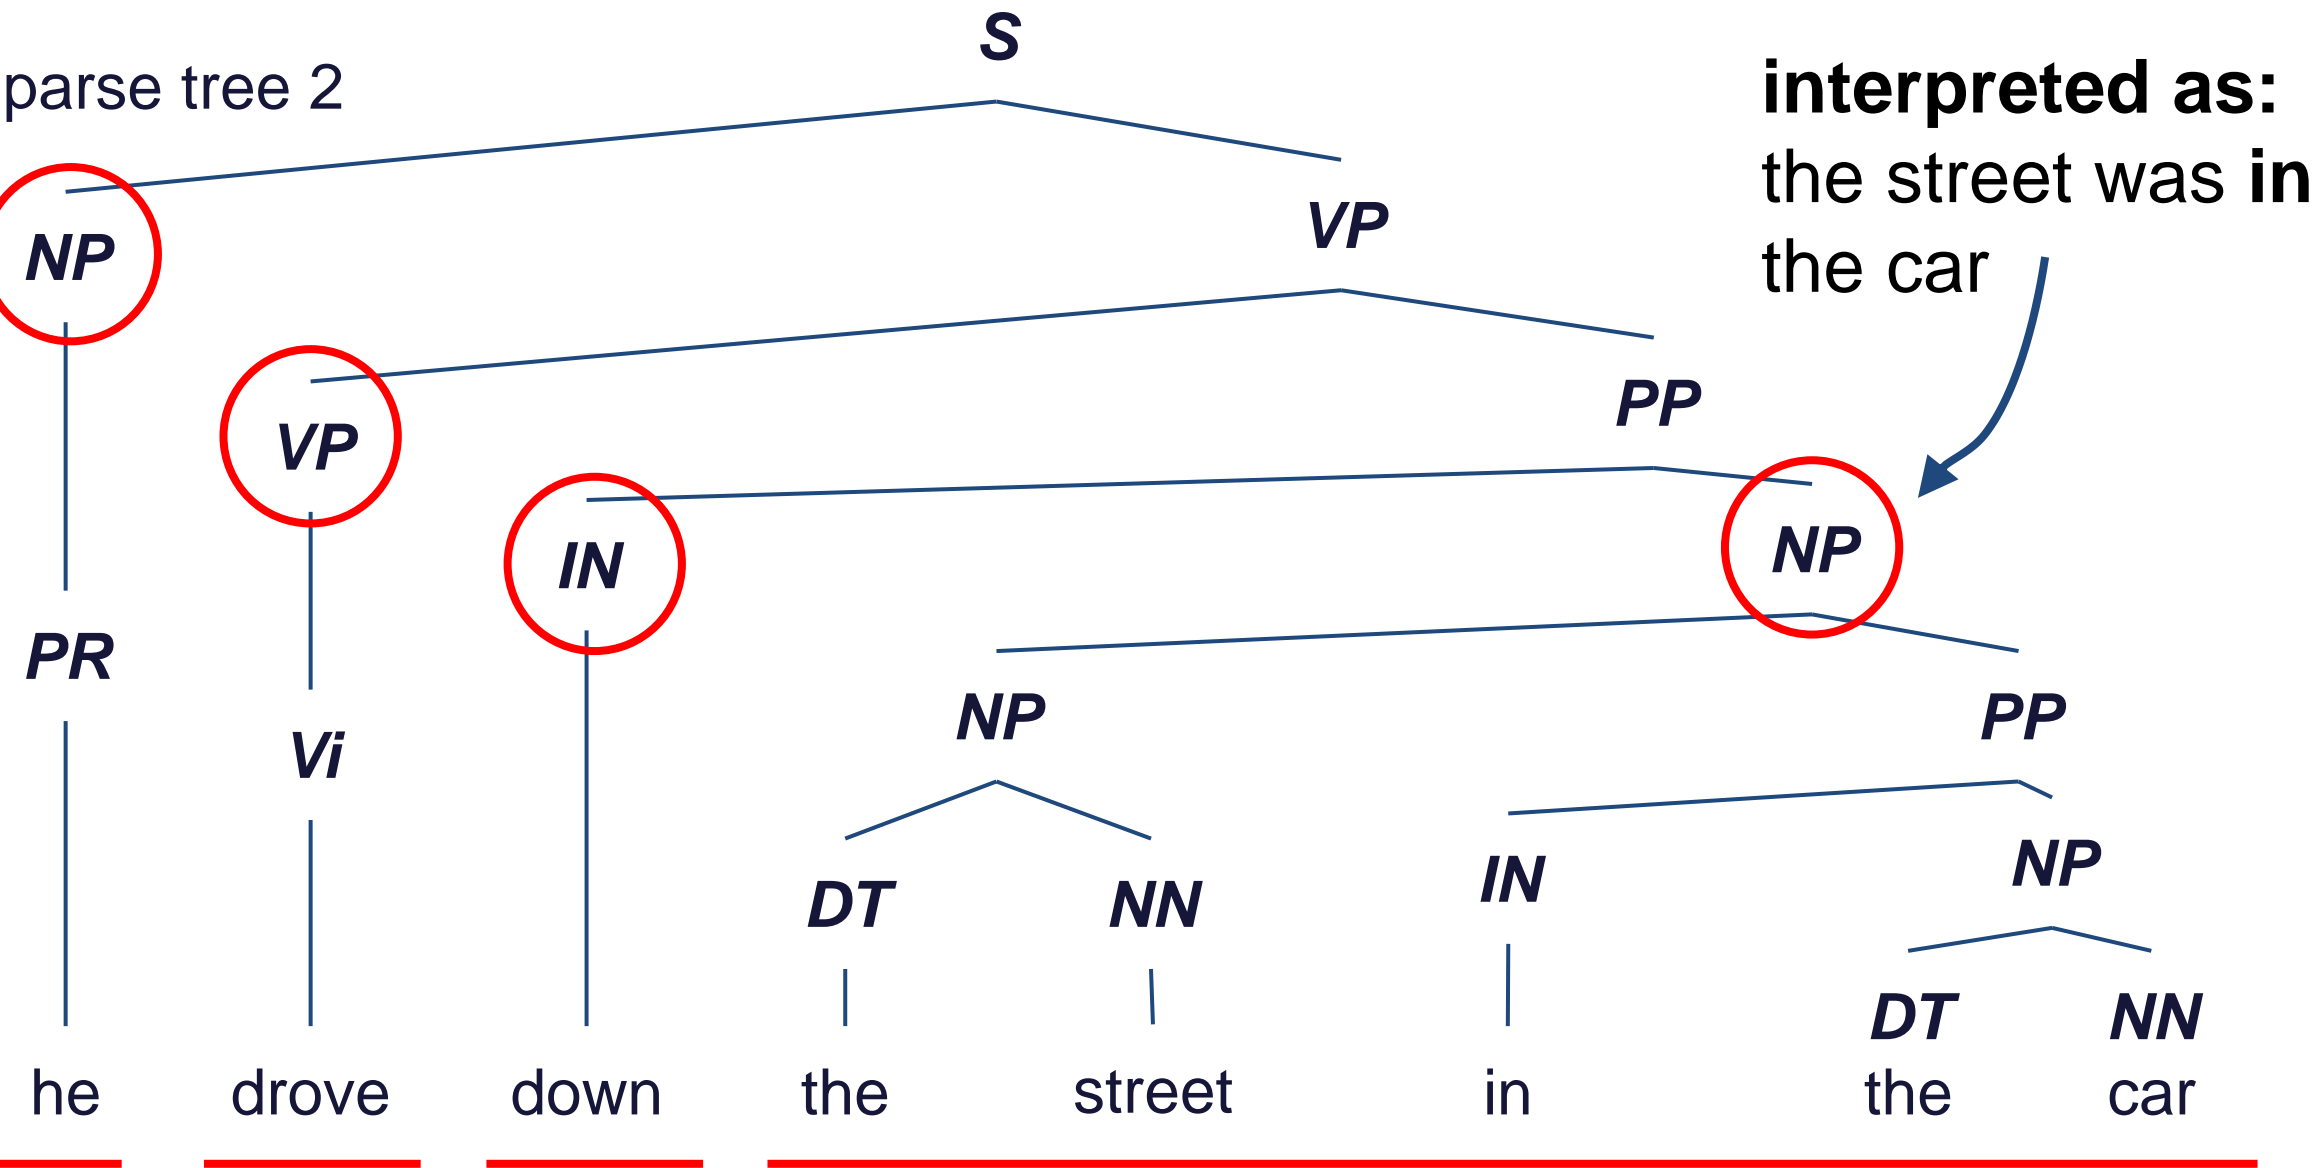 S
parse tree 2
interpreted as:
the street was in
the car
NP
VP
VP
PP
IN
NP
PR
NP
PP
Vi
DT
NN
IN
NP
DT
NN
he drove down the street in the car